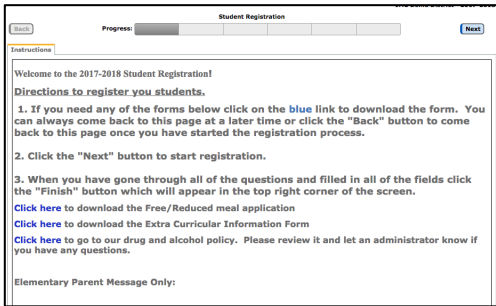 Student Registration
Back
Progress:
Next
Instructions
Welcome to the 2017-2018 Student Registration!
Directions to register you students.
1. If you need any of the forms below click on the blue link to download the form. You
can always come back to this page at a later time or click the "Back" button to come
back to this page once you have started the registration process.
2. Click the "Next" button to start registration.
3. When you have gone through all of the questions and filled in all of the fields click
the "Finish" button which will appear in the top right corner of the screen.
Click here to download the Free/Reduced meal application
Click here to download the Extra Curricular Information Form
Click here to go to our drug and alcohol policy. Please review it and let an administrator know if
you have any questions.
Elementary Parent Message Only: